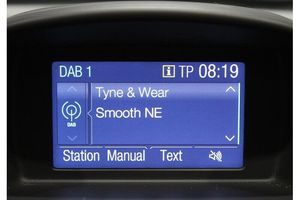 DAB 1 i TP 08:19
Tyne & Wear
DAB
Smooth NE
Station Manual Text